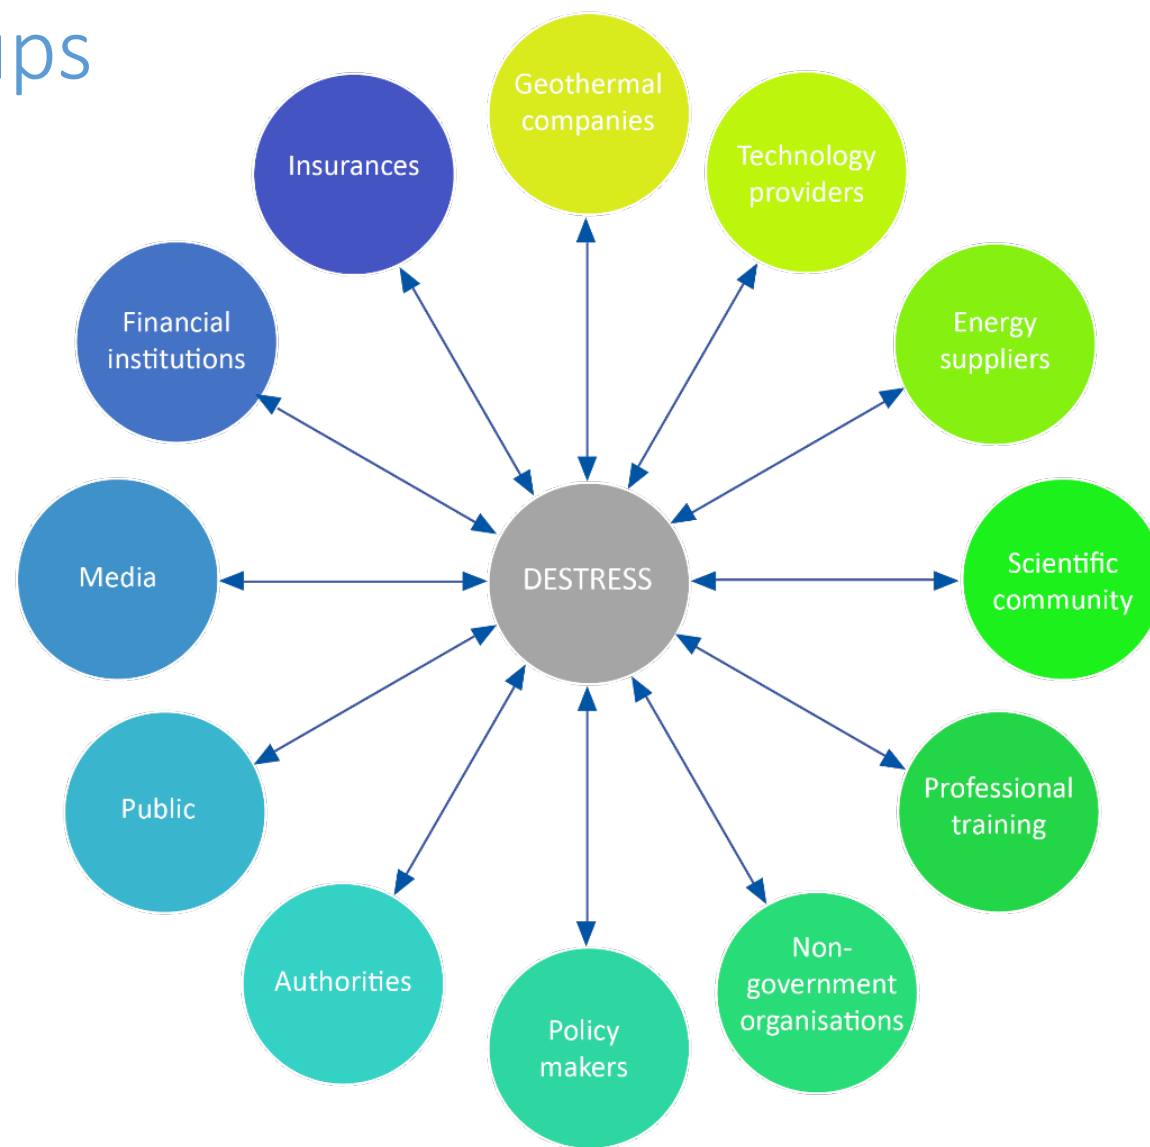 ups
Geothermal
companies
Technology
providers
Energy
suppliers
Scientific
community
Professional
training
Non-
government
organisations
Policy
makers
Authorities
Public
Media
Financial
institutions
Insurances
DESTRESS